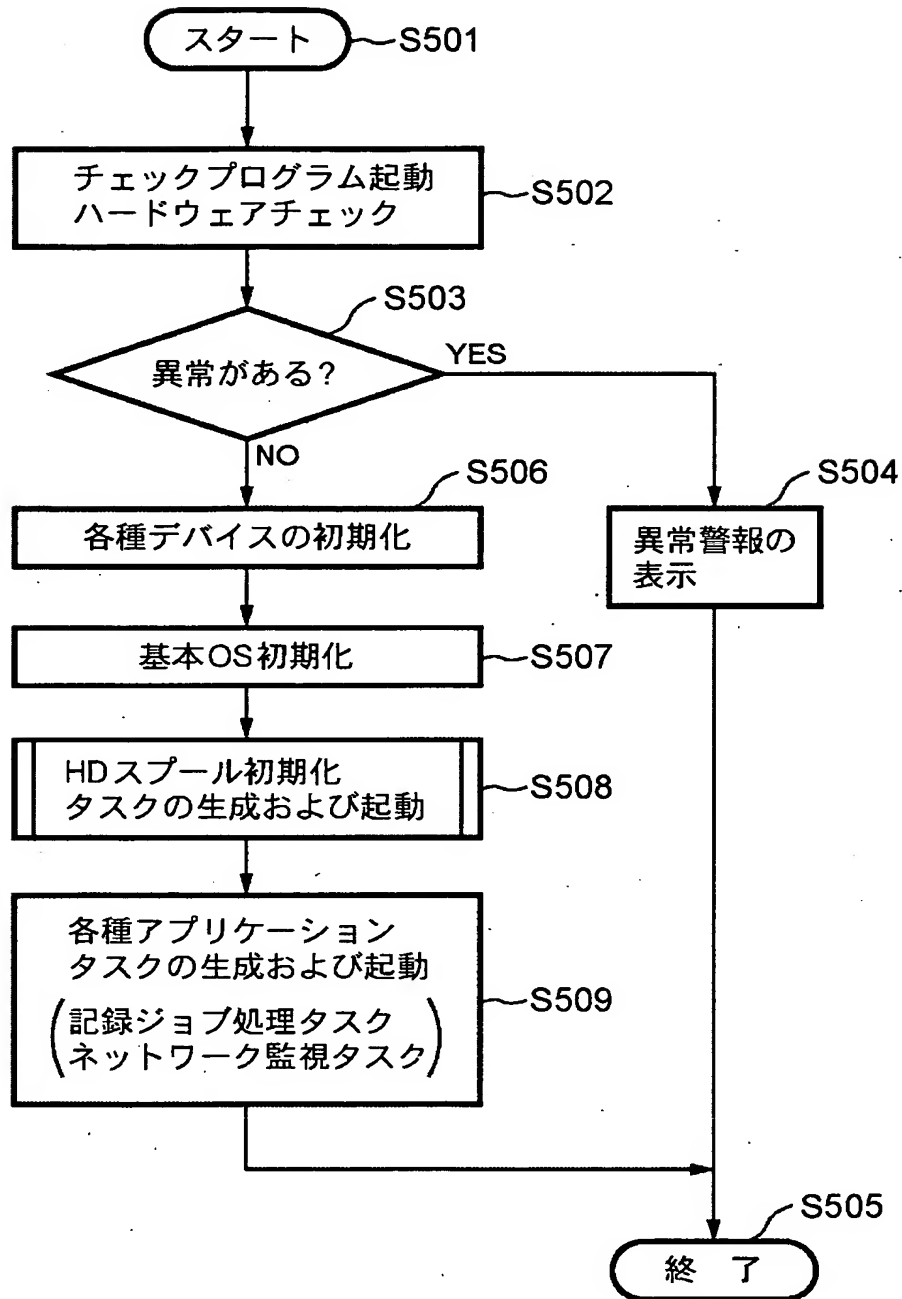 スタート
S501
チェックプログラム起動
ハードウェアチェック
S502
S503
異常がある?
YES
NO
S506
各種デバイスの初期化
S504
異常警報の
表示
基本OS初期化
S507
HDスプール初期化
タスクの生成および起動
S508
各種アプリケーション
タスクの生成および起動
(記録ジョブ処理タスク
ネットワーク監視タスク)
S509
S505
終 了